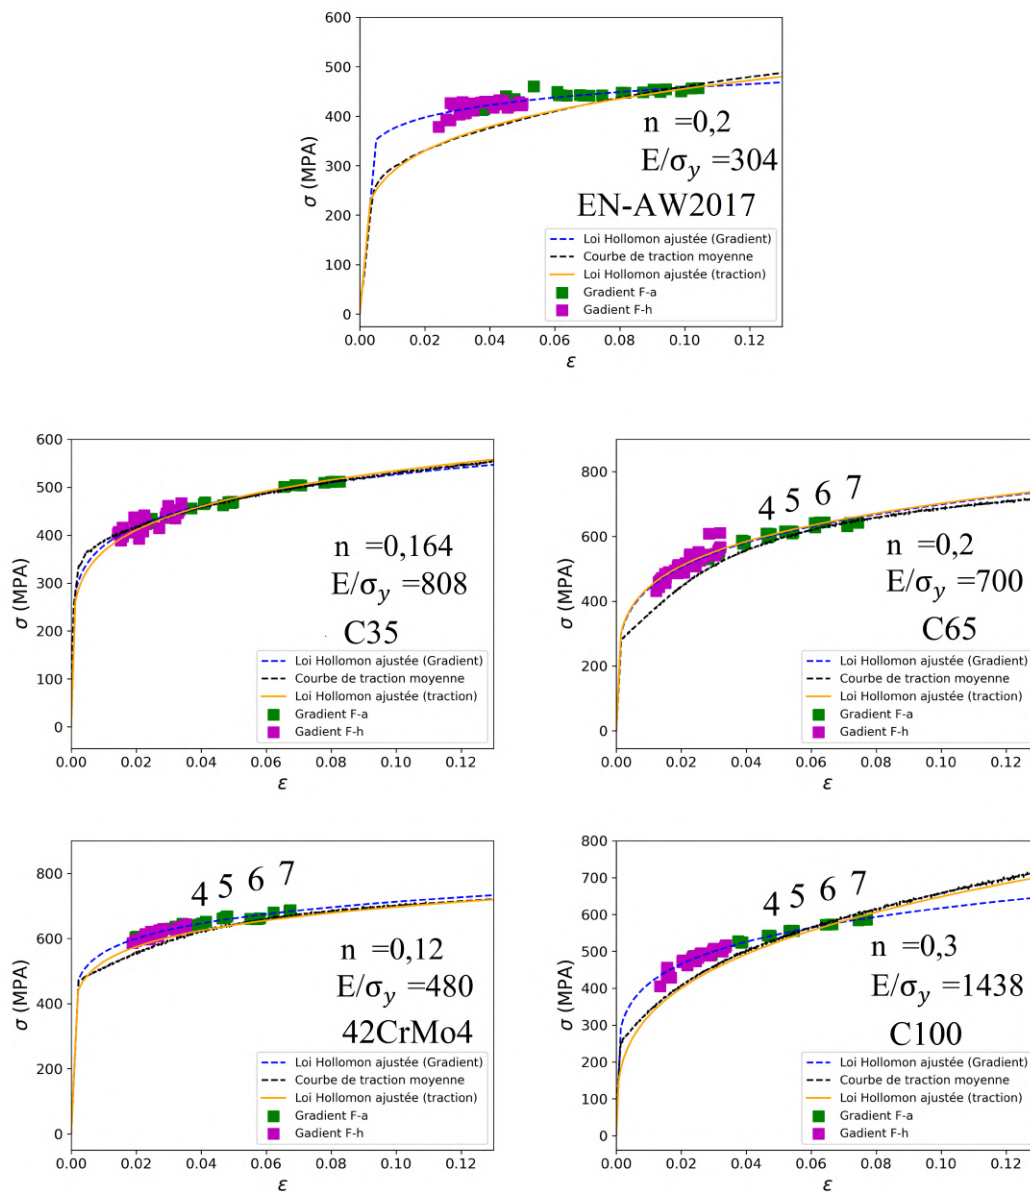 600
500
400
300
200
100
0
σ (MPA)
n =0,2
E/σy =304
EN-AW2017
Loi Hollomon ajustée (Gradient)
Courbe de traction moyenne
Loi Hollomon ajustée (traction)
Gradient F-a
Gadient F-h
0.00 0.02 0.04 0.06 0.08 0.10 0.12
ε
600
500
400
300
200
100
0
σ (MPA)
n =0,164
E/σy =808
C35
Loi Hollomon ajustée (Gradient)
Courbe de traction moyenne
Loi Hollomon ajustée (traction)
Gradient F-a
Gadient F-h
0.00 0.02 0.04 0.06 0.08 0.10 0.12
ε
800
600
400
200
0
σ (MPA)
4 5 6 7
n =0,2
E/σy =700
C65
Loi Hollomon ajustée (Gradient)
Courbe de traction moyenne
Loi Hollomon ajustée (traction)
Gradient F-a
Gadient F-h
0.00 0.02 0.04 0.06 0.08 0.10 0.12
ε
800
600
400
200
0
σ (MPA)
4 5 6 7
n =0,12
E/σy =480
42CrMo4
Loi Hollomon ajustée (Gradient)
Courbe de traction moyenne
Loi Hollomon ajustée (traction)
Gradient F-a
Gadient F-h
0.00 0.02 0.04 0.06 0.08 0.10 0.12
ε
800
700
600
500
400
300
200
100
0
σ (MPA)
4 5 6 7
n =0,3
E/σy =1438
C100
Loi Hollomon ajustée (Gradient)
Courbe de traction moyenne
Loi Hollomon ajustée (traction)
Gradient F-a
Gadient F-h
0.00 0.02 0.04 0.06 0.08 0.10 0.12
ε